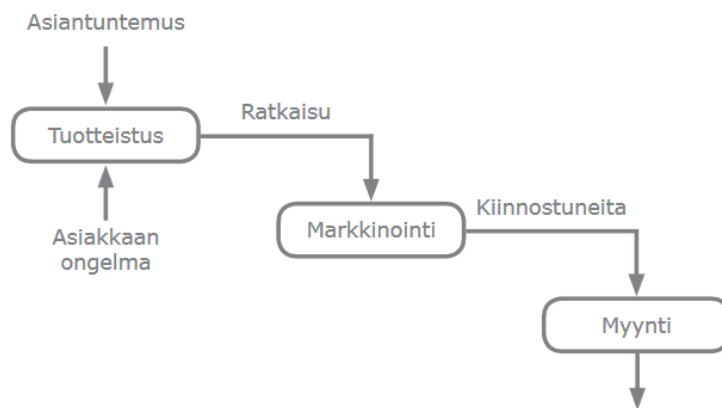 Asiantuntemus
Tuotteistus
Ratkaisu
Asiakkaan
ongelma
Markkinointi
Kiinnostuneita
Myynti